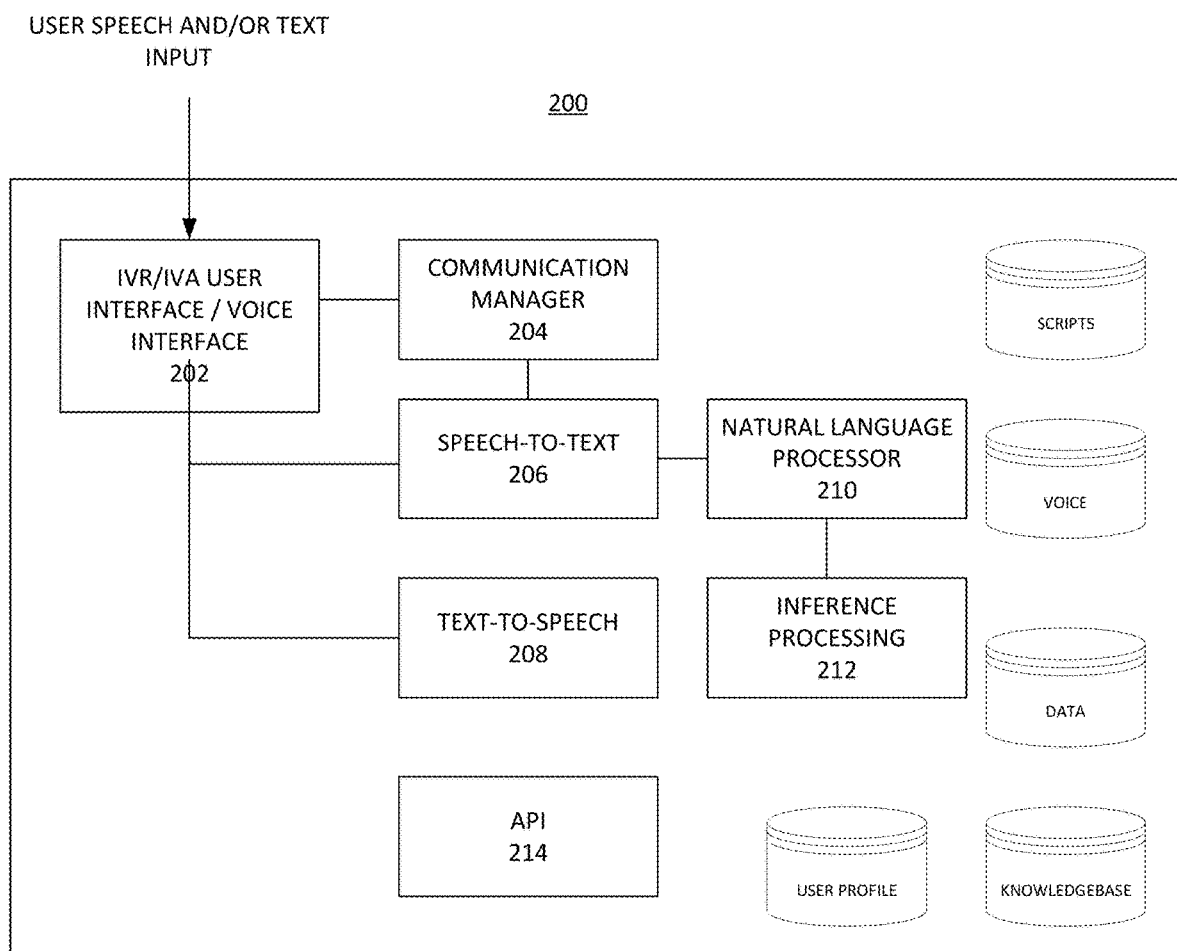 USER SPEECH AND/OR TEXT
INPUT
200
IVR/IVA USER
INTERFACE / VOICE
INTERFACE
202
COMMUNICATION
MANAGER
204
SCRIPTS
SPEECH-TO-TEXT
206
NATURAL LANGUAGE
PROCESSOR
210
VOICE
TEXT-TO-SPEECH
208
INFERENCE
PROCESSING
212
DATA
API
214
USER PROFILE
KNOWLEDGEBASE